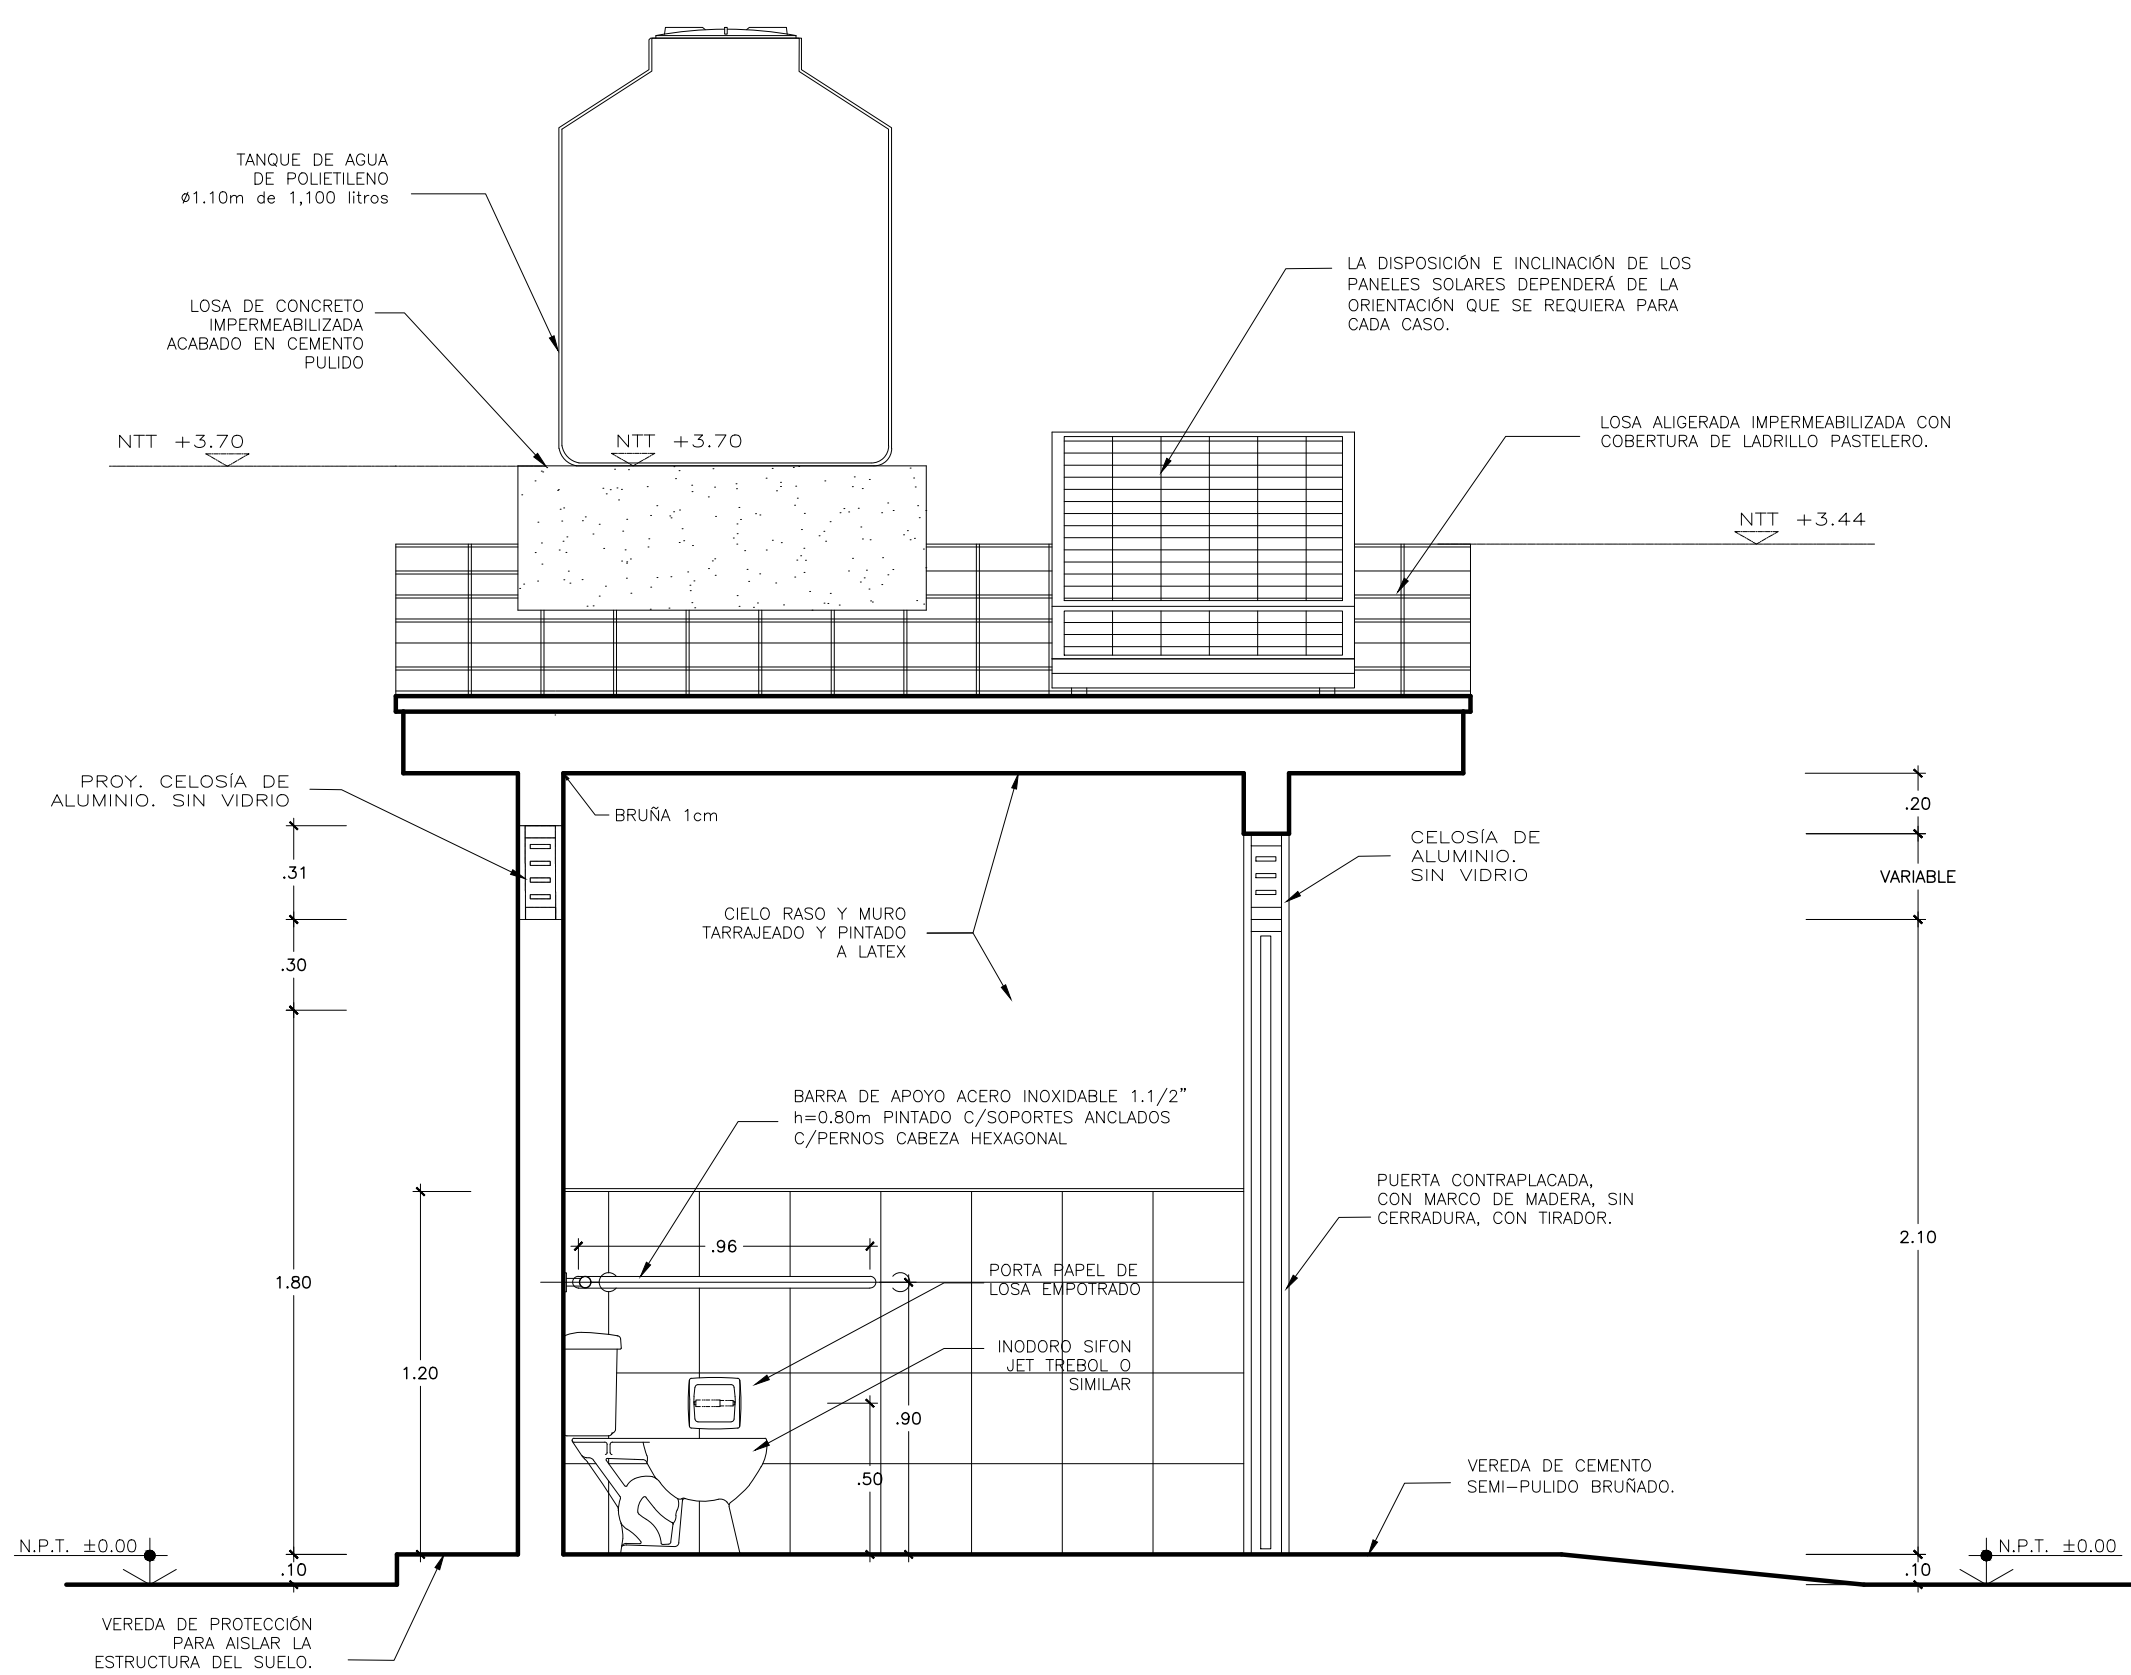 TANQUE DE AGUA
DE POLIETILENO
ø1.10m de 1,100 litros
LOSA DE CONCRETO
IMPERMEABILIZADA
ACABADO EN CEMENTO
PULIDO
LA DISPOSICIÓN E INCLINACIÓN DE LOS
PANELES SOLARES DEPENDERÁ DE LA
ORIENTACIÓN QUE SE REQUIERA PARA
CADA CASO.
LOSA ALIGERADA IMPERMEABILIZADA CON
COBERTURA DE LADRILLO PASTELERO.
NTT +3.70
NTT +3.70
NTT +3.44
PROY. CELOSÍA DE
ALUMINIO. SIN VIDRIO
BRUÑA 1cm
.20
CELOSÍA DE
ALUMINIO.
SIN VIDRIO
.31
VARIABLE
CIELO RASO Y MURO
TARRAJEADO Y PINTADO
A LATEX
.30
BARRA DE APOYO ACERO INOXIDABLE 1.1/2”
h=0.80m PINTADO C/SOPORTES ANCLADOS
C/PERNOS CABEZA HEXAGONAL
PUERTA CONTRAPLACADA,
CON MARCO DE MADERA, SIN
CERRADURA, CON TIRADOR.
.96
2.10
PORTA PAPEL DE
LOSA EMPOTRADO
1.80
INODORO SIFON
JET TREBOL O
SIMILAR
1.20
.90
.50
VEREDA DE CEMENTO
SEMI-PULIDO BRUÑADO.
N.P.T. ±0.00
N.P.T. ±0.00
.10
.10
VEREDA DE PROTECCIÓN
PARA AISLAR LA
ESTRUCTURA DEL SUELO.